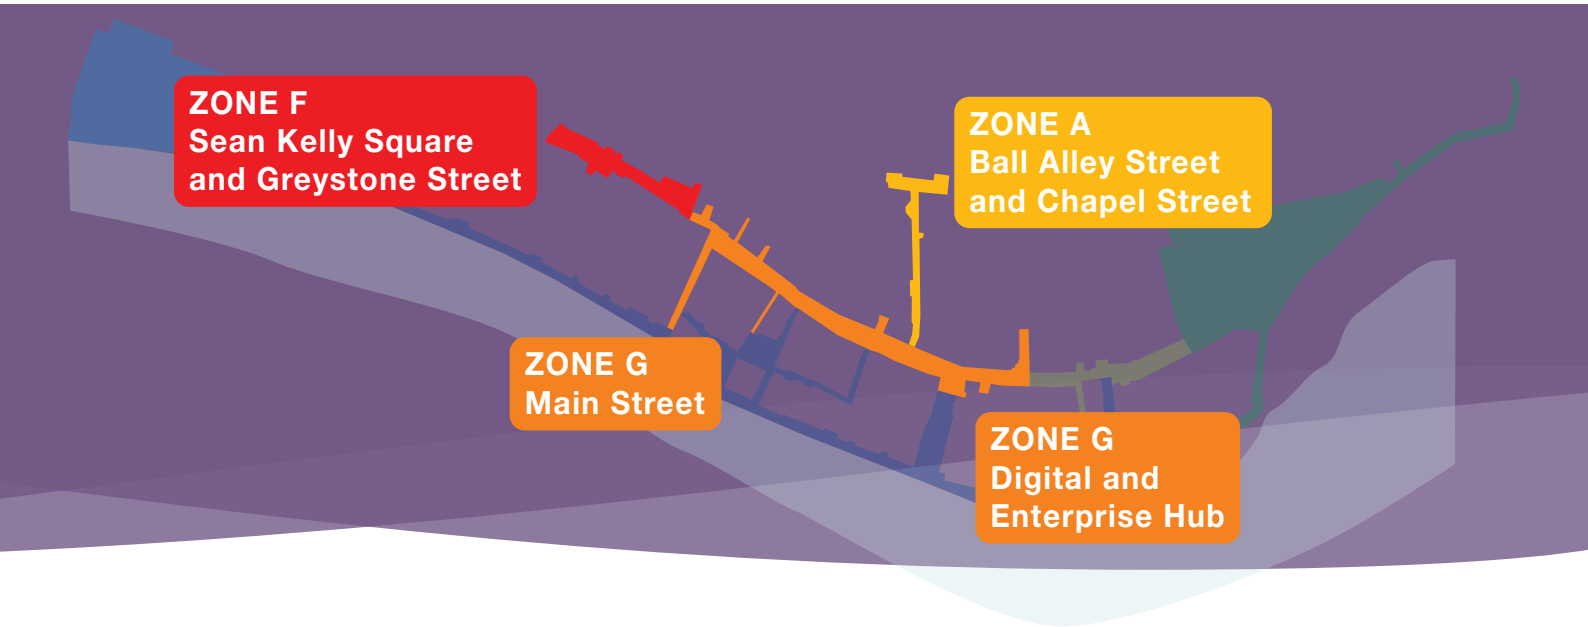 ZONE F
Sean Kelly Square
and Greystone Street
ZONE A
Ball Alley Street
and Chapel Street
ZONE G
Main Street
ZONE G
Digital and
Enterprise Hub